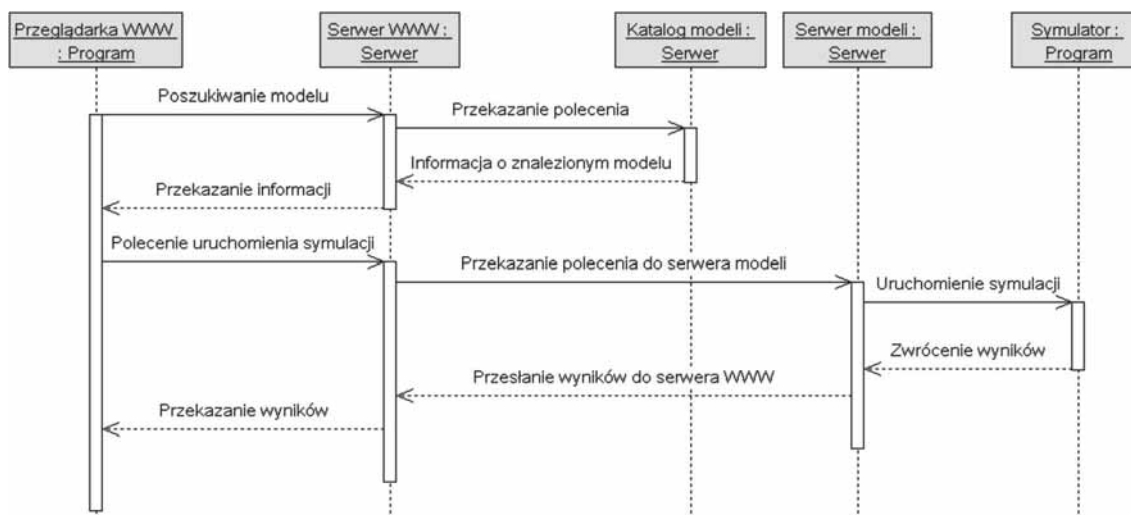 Przeglądarka WWW
: Program
Serwer WWW :
Serwer
Katalog modeli :
Serwer
Serwer modeli :
Serwer
Symulator :
Program
Poszukiwanie modelu
Przekazanie polecenia
Informacja o znalezionym modelu
Przekazanie informacji
Polecenie uruchomienia symulacji
Przekazanie polecenia do serwera modeli
Uruchomienie symulacji
Zwrócenie wyników
Przesłanie wyników do serwera WWW
Przekazanie wyników